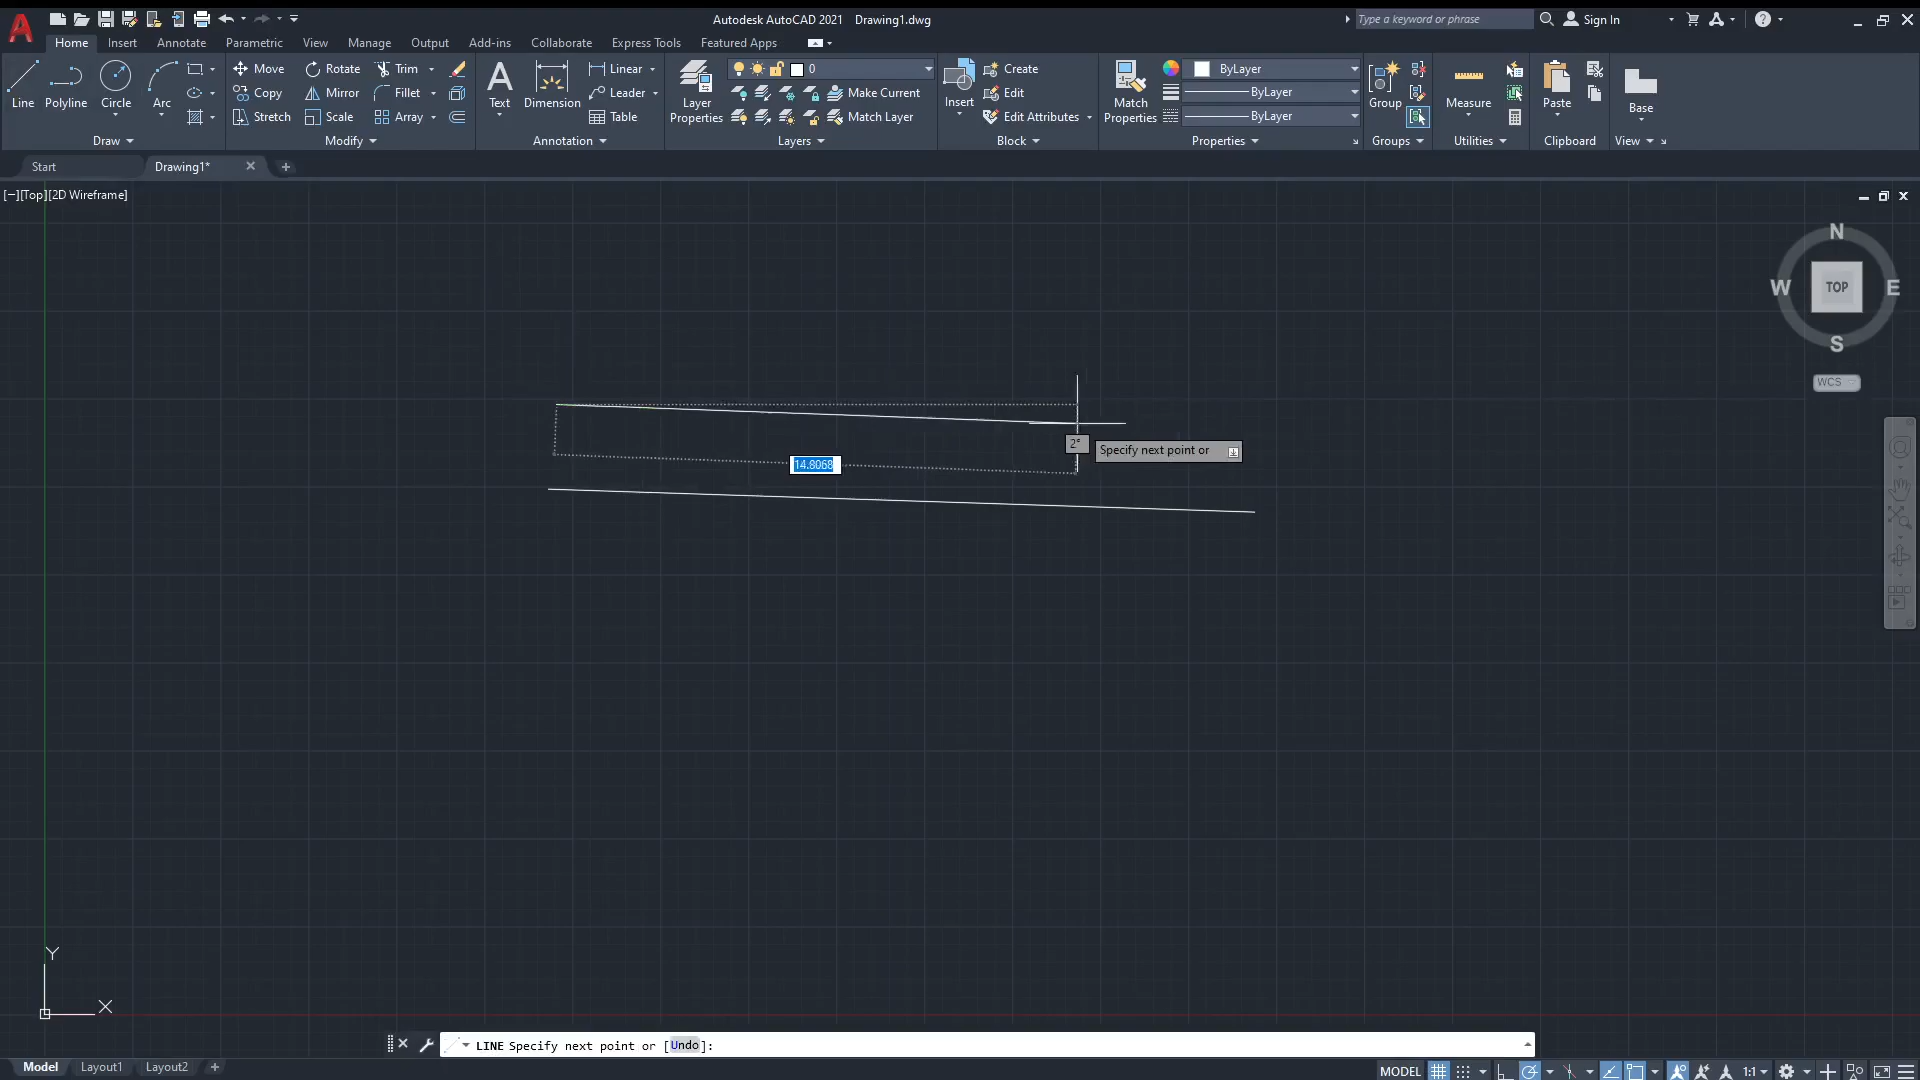 Autodesk AutoCAD 2021 Drawing1.dwg
Type a keyword or phrase
Sign In
Home Insert Annotate Parametric View Manage Output Add-ins Collaborate Express Tools Featured Apps
Line Polyline Circle Arc
Draw
Move Rotate Trim
Copy Mirror Fillet
Stretch Scale Array
Modify
Text Dimension
Linear
Leader
Table
Annotation
Layer Properties
0
Make Current
Match Layer
Layers
Insert
Create
Edit
Edit Attributes
Block
Match Properties
ByLayer
ByLayer
ByLayer
Properties
Group
Groups
Measure
Utilities
Paste
Clipboard
Base
View
Start Drawing1*
[−][Top][2D Wireframe]
N
W TOP E
S
WCS
2°
Specify next point or
14.8068
Y
X
LINE Specify next point or [Undo]:
Model Layout1 Layout2
MODEL 1:1